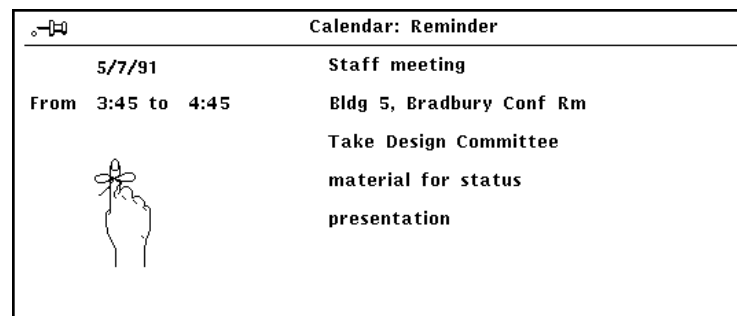 Calendar: Reminder
5/7/91
From 3:45 to 4:45
Staff meeting
Bldg 5, Bradbury Conf Rm
Take Design Committee
material for status
presentation